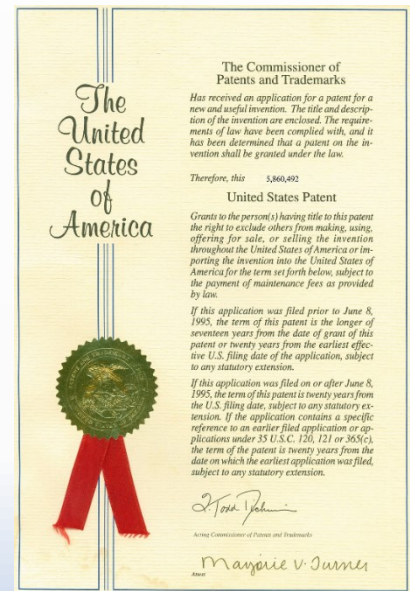 The
United
States
of
America
The Commissioner of
Patents and Trademarks
Has received an application for a patent for a
new and useful invention. The title and descrip-
tion of the invention are enclosed. The require-
ments of law have been complied with, and it
has been determined that a patent on the in-
vention shall be granted under the law.
Therefore, this 5,860,492
United States Patent
Grants to the person(s) having title to this patent
the right to exclude others from making, using,
offering for sale, or selling the invention
throughout the United States of America or im-
porting the invention into the United States of
America for the term set forth below, subject to
the payment of maintenance fees as provided
by law.
If this application was filed prior to June 8,
1995, the term of this patent is the longer of
seventeen years from the date of grant of this
patent or twenty years from the earliest effec-
tive U.S. filing date of the application, subject
to any statutory extension.
If this application was filed on or after June 8,
1995, the term of this patent is twenty years from
the U.S. filing date, subject to any statutory ex-
tension. If the application contains a specific
reference to an earlier filed application or ap-
plications under 35 U.S.C. 120, 121 or 365(c),
the term of the patent is twenty years from the
date on which the earliest application was filed,
subject to any statutory extension.
Acting Commissioner of Patents and Trademarks
Marjorie V. Turner
Attest